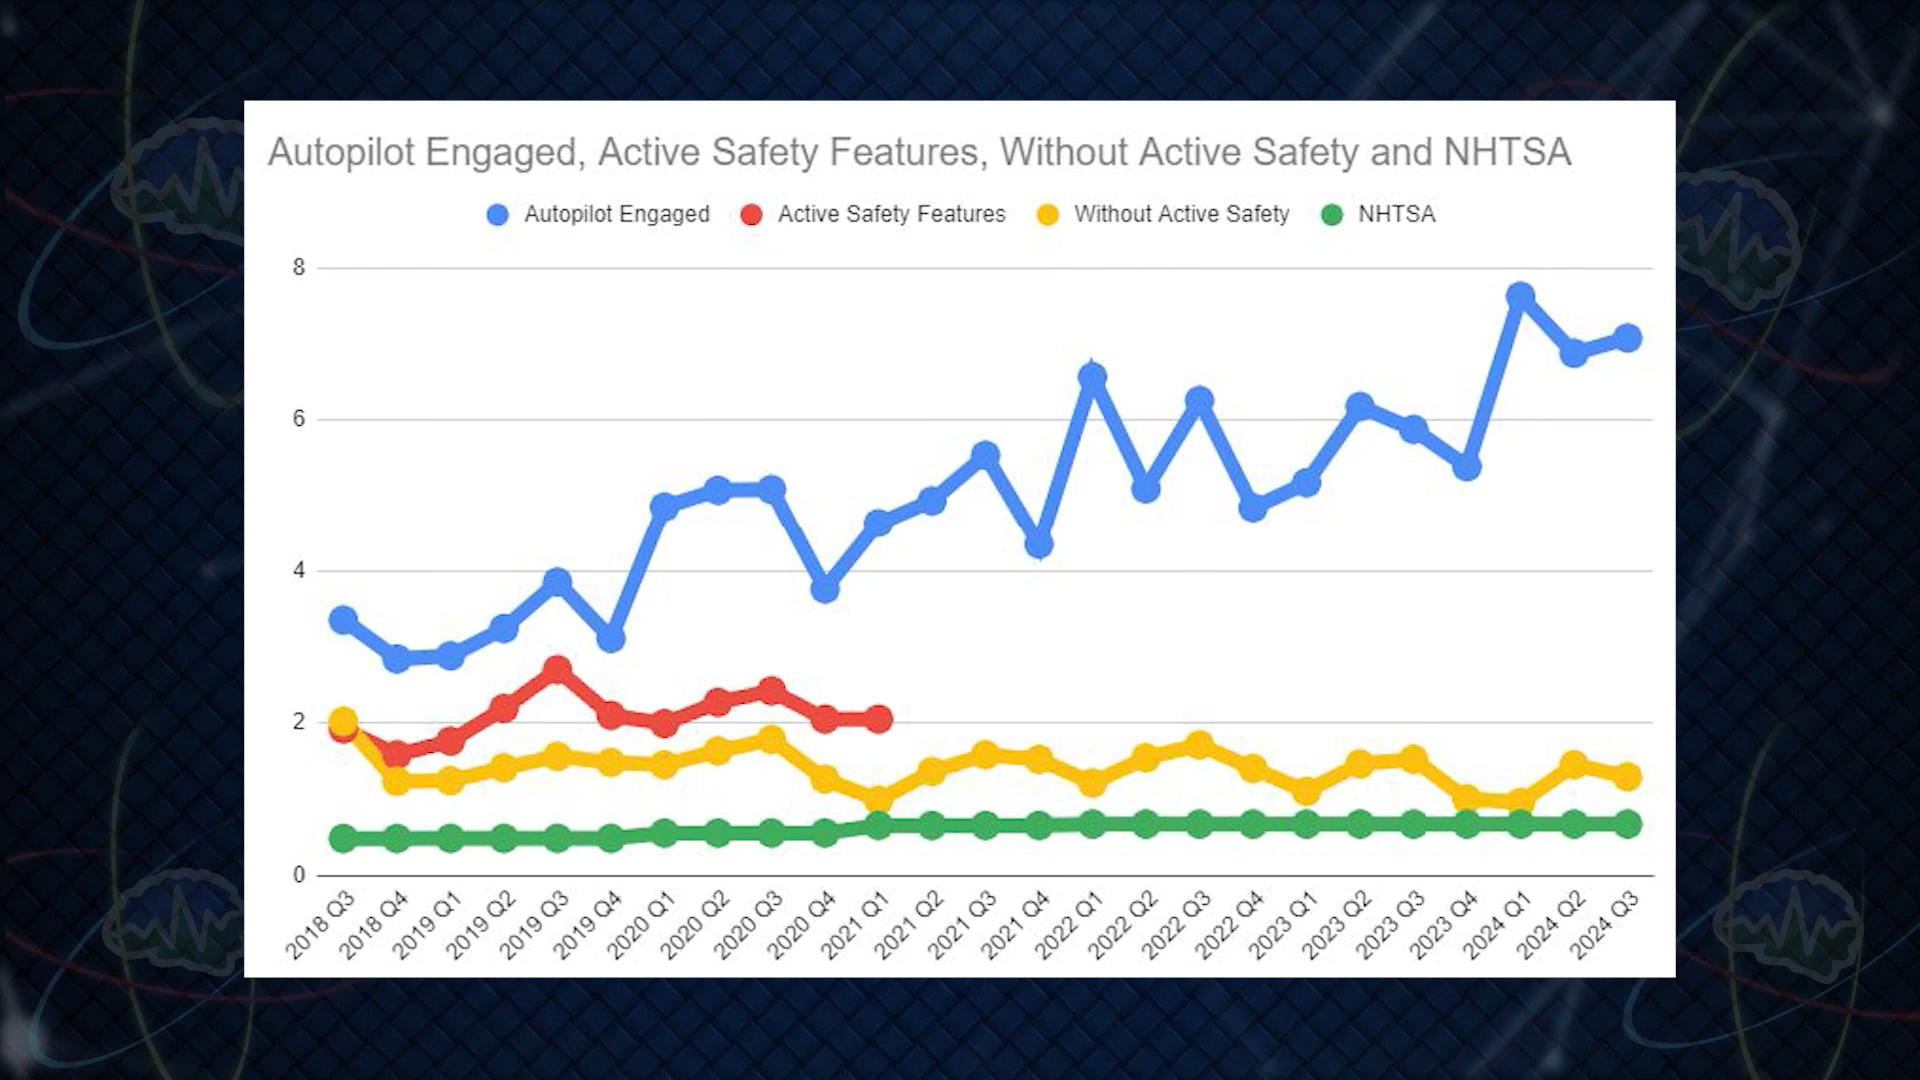 Autopilot Engaged, Active Safety Features, Without Active Safety and NHTSA
Autopilot Engaged Active Safety Features Without Active Safety NHTSA
8
6
4
2
0
2018 Q3
2018 Q4
2019 Q1
2019 Q2
2019 Q3
2019 Q4
2020 Q1
2020 Q2
2020 Q3
2020 Q4
2021 Q1
2021 Q2
2021 Q3
2021 Q4
2022 Q1
2022 Q2
2022 Q3
2022 Q4
2023 Q1
2023 Q2
2023 Q3
2023 Q4
2024 Q1
2024 Q2
2024 Q3